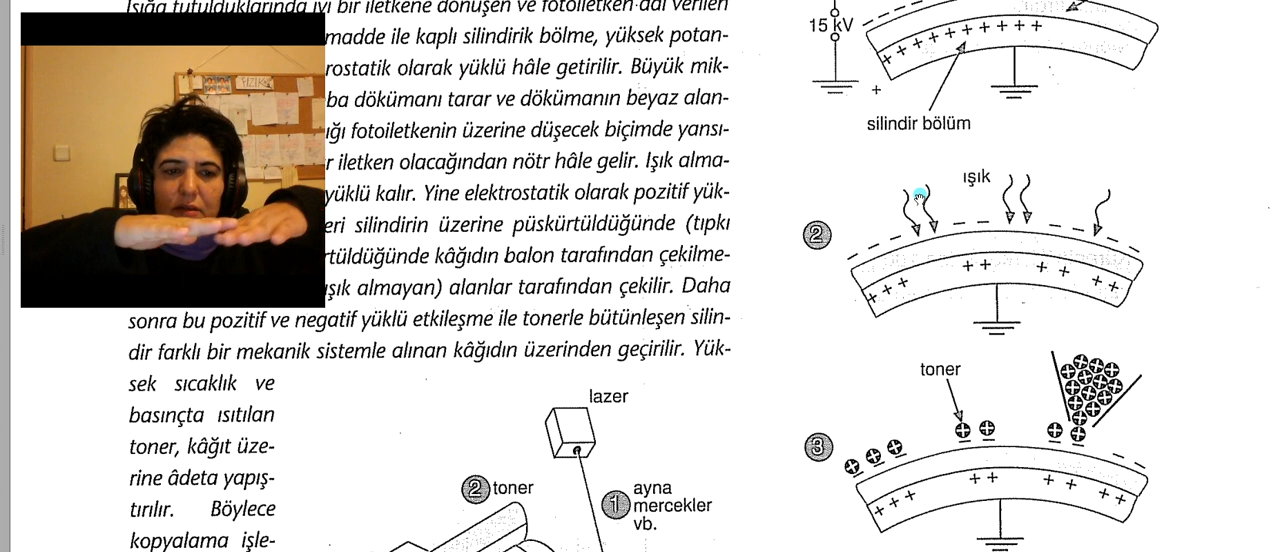 Işığa tutulduklarında iyi bir iletkene dönüşen ve fotoiletken adı verilen
madde ile kaplı silindirik bölme, yüksek potan-
rostatik olarak yüklü hâle getirilir. Büyük mik-
ba dökümanı tarar ve dökümanın beyaz alan-
ığı fotoiletkenin üzerine düşecek biçimde yansı-
r iletken olacağından nötr hâle gelir. Işık alma-
yüklü kalır. Yine elektrostatik olarak pozitif yük-
eri silindirin üzerine püskürtüldüğünde (tıpkı
rtüldüğünde kâğıdın balon tarafından çekilme-
ışık almayan) alanlar tarafından çekilir. Daha
sonra bu pozitif ve negatif yüklü etkileşme ile tonerle bütünleşen silin-
dir farklı bir mekanik sistemle alınan kâğıdın üzerinden geçirilir. Yük-
sek sıcaklık ve
basınçta ısıtılan
toner, kâğıt üze-
rine âdeta yapış-
tırılır. Böylece
kopyalama işle-
lazer
2 toner
1 ayna
mercekler
vb.
FİZİK
15 kV
silindir bölüm
ışık
2
toner
3